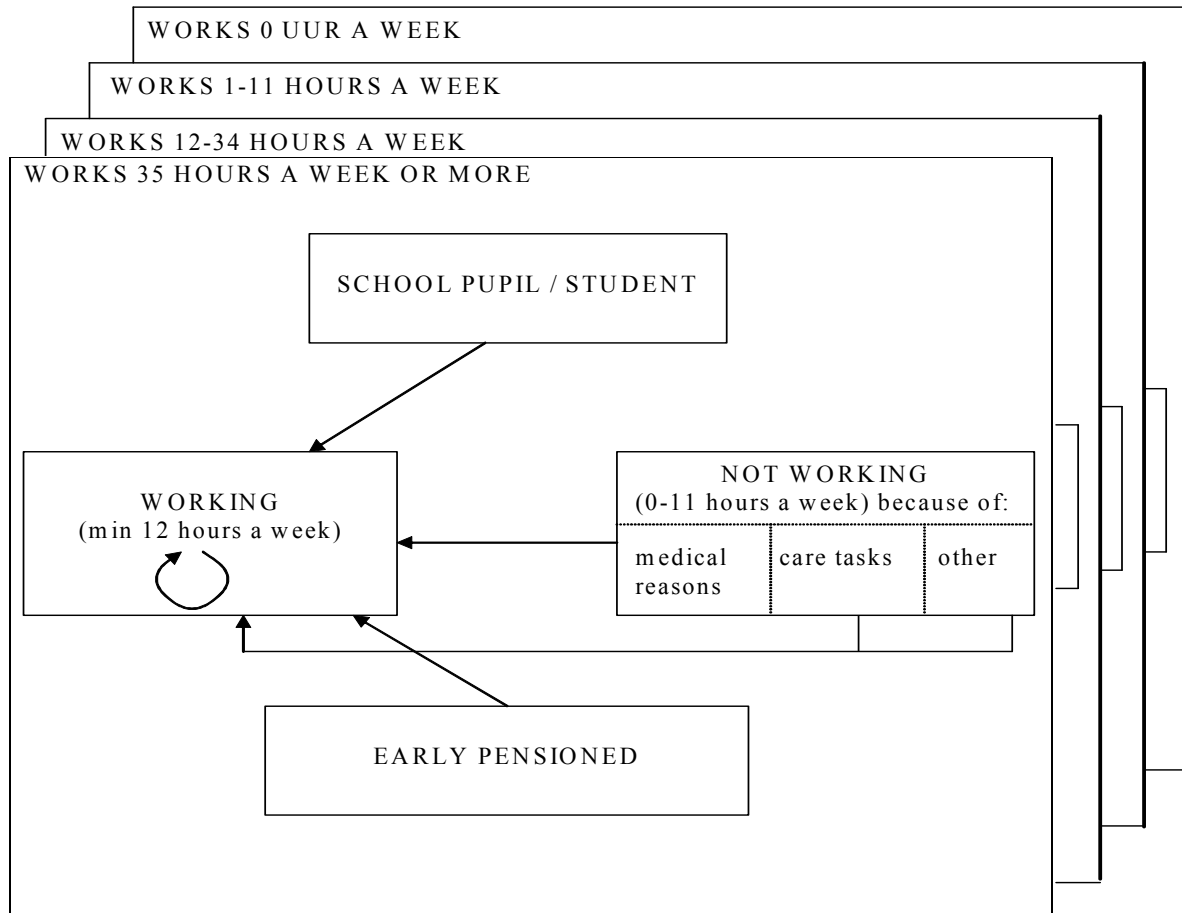 WORKS 0 UUR A WEEK
WORKS 1-11 HOURS A WEEK
WORKS 12-34 HOURS A WEEK
WORKS 35 HOURS A WEEK OR MORE
SCHOOL PUPIL / STUDENT
WORKING
(min 12 hours a week)
NOT WORKING
(0-11 hours a week) because of:
medical
reasons
care tasks
other
EARLY PENSIONED